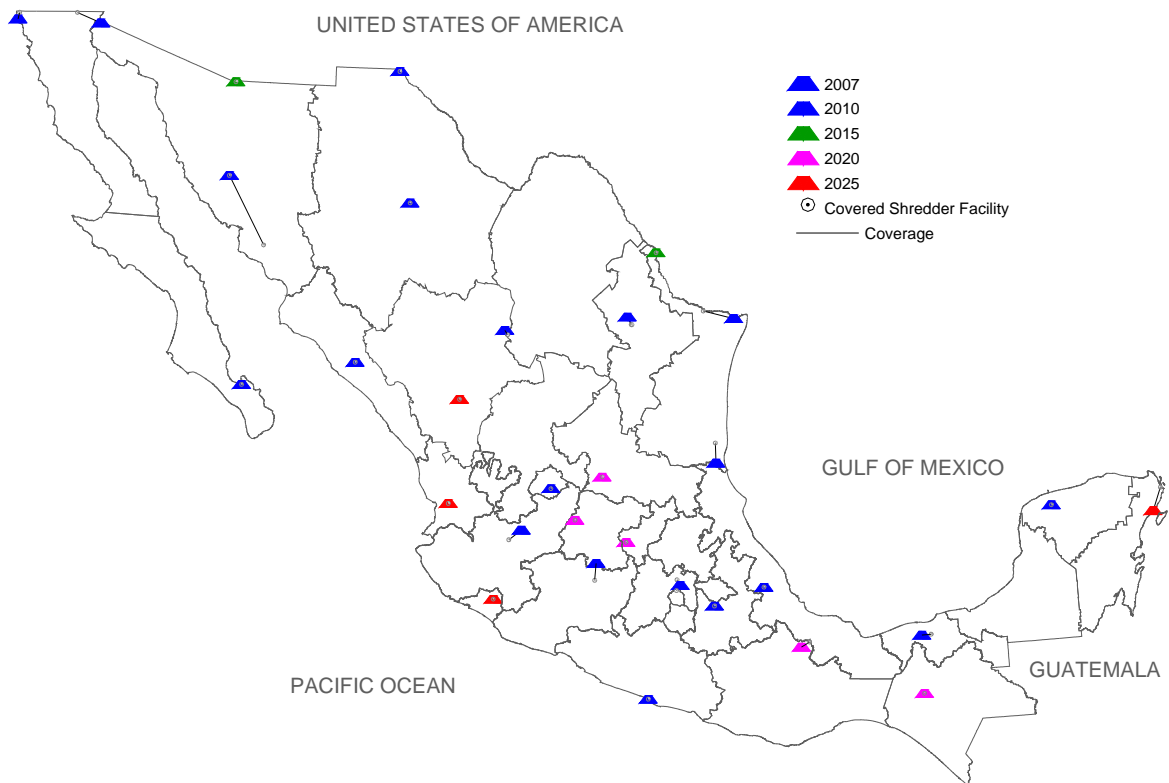 UNITED STATES OF AMERICA
2007
2010
2015
2020
2025
Covered Shredder Facility
Coverage
GULF OF MEXICO
GUATEMALA
PACIFIC OCEAN